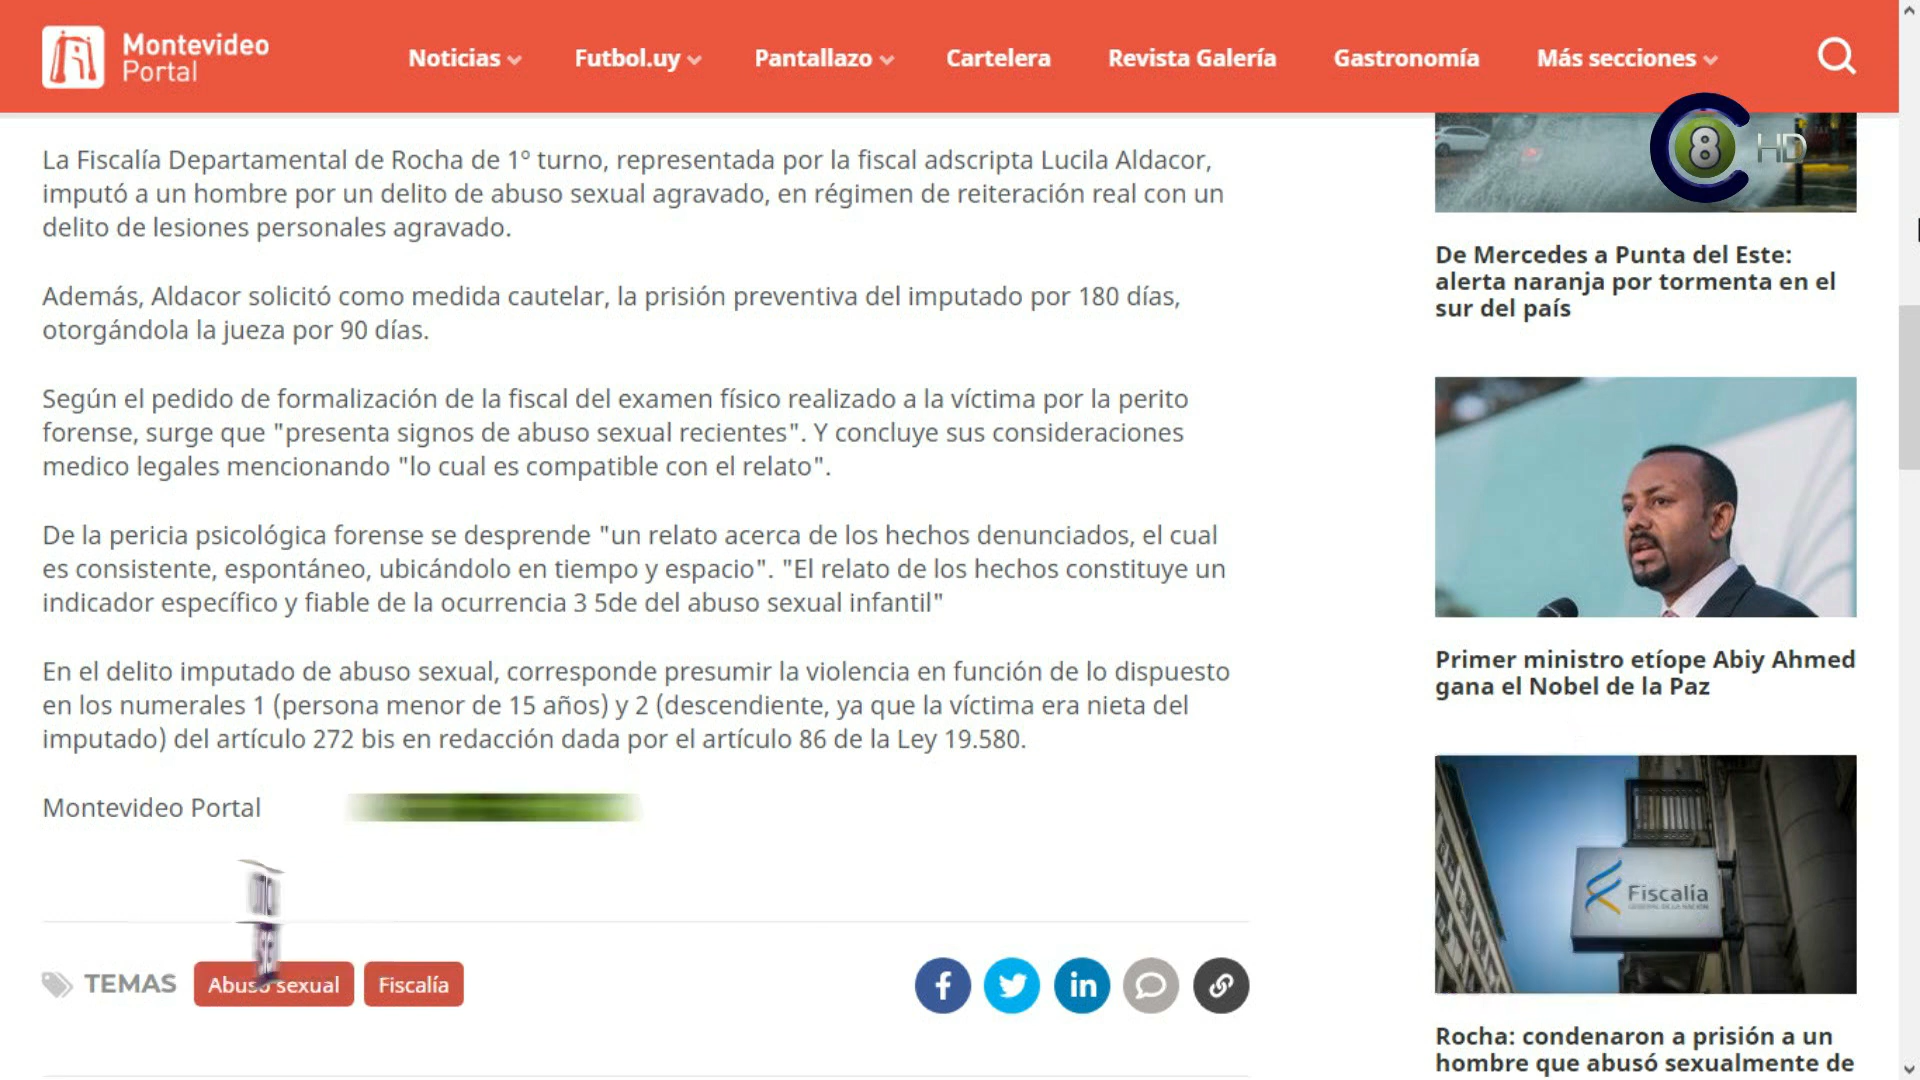 Montevideo
Portal
Noticias
Futbol.uy
Pantallazo
Cartelera
Revista Galería
Gastronomía
Más secciones
8
HD
La Fiscalía Departamental de Rocha de 1º turno, representada por la fiscal adscripta Lucila Aldacor,
imputó a un hombre por un delito de abuso sexual agravado, en régimen de reiteración real con un
delito de lesiones personales agravado.
Además, Aldacor solicitó como medida cautelar, la prisión preventiva del imputado por 180 días,
otorgándola la jueza por 90 días.
Según el pedido de formalización de la fiscal del examen físico realizado a la víctima por la perito
forense, surge que "presenta signos de abuso sexual recientes". Y concluye sus consideraciones
medico legales mencionando "lo cual es compatible con el relato".
De la pericia psicológica forense se desprende "un relato acerca de los hechos denunciados, el cual
es consistente, espontáneo, ubicándolo en tiempo y espacio". "El relato de los hechos constituye un
indicador específico y fiable de la ocurrencia 3 5de del abuso sexual infantil"
En el delito imputado de abuso sexual, corresponde presumir la violencia en función de lo dispuesto
en los numerales 1 (persona menor de 15 años) y 2 (descendiente, ya que la víctima era nieta del
imputado) del artículo 272 bis en redacción dada por el artículo 86 de la Ley 19.580.
Montevideo Portal
TEMAS
Abuso sexual
Fiscalía
De Mercedes a Punta del Este:
alerta naranja por tormenta en el
sur del país
Primer ministro etíope Abiy Ahmed
gana el Nobel de la Paz
Fiscalía
GENERAL DE LA NACIÓN
Rocha: condenaron a prisión a un
hombre que abusó sexualmente de